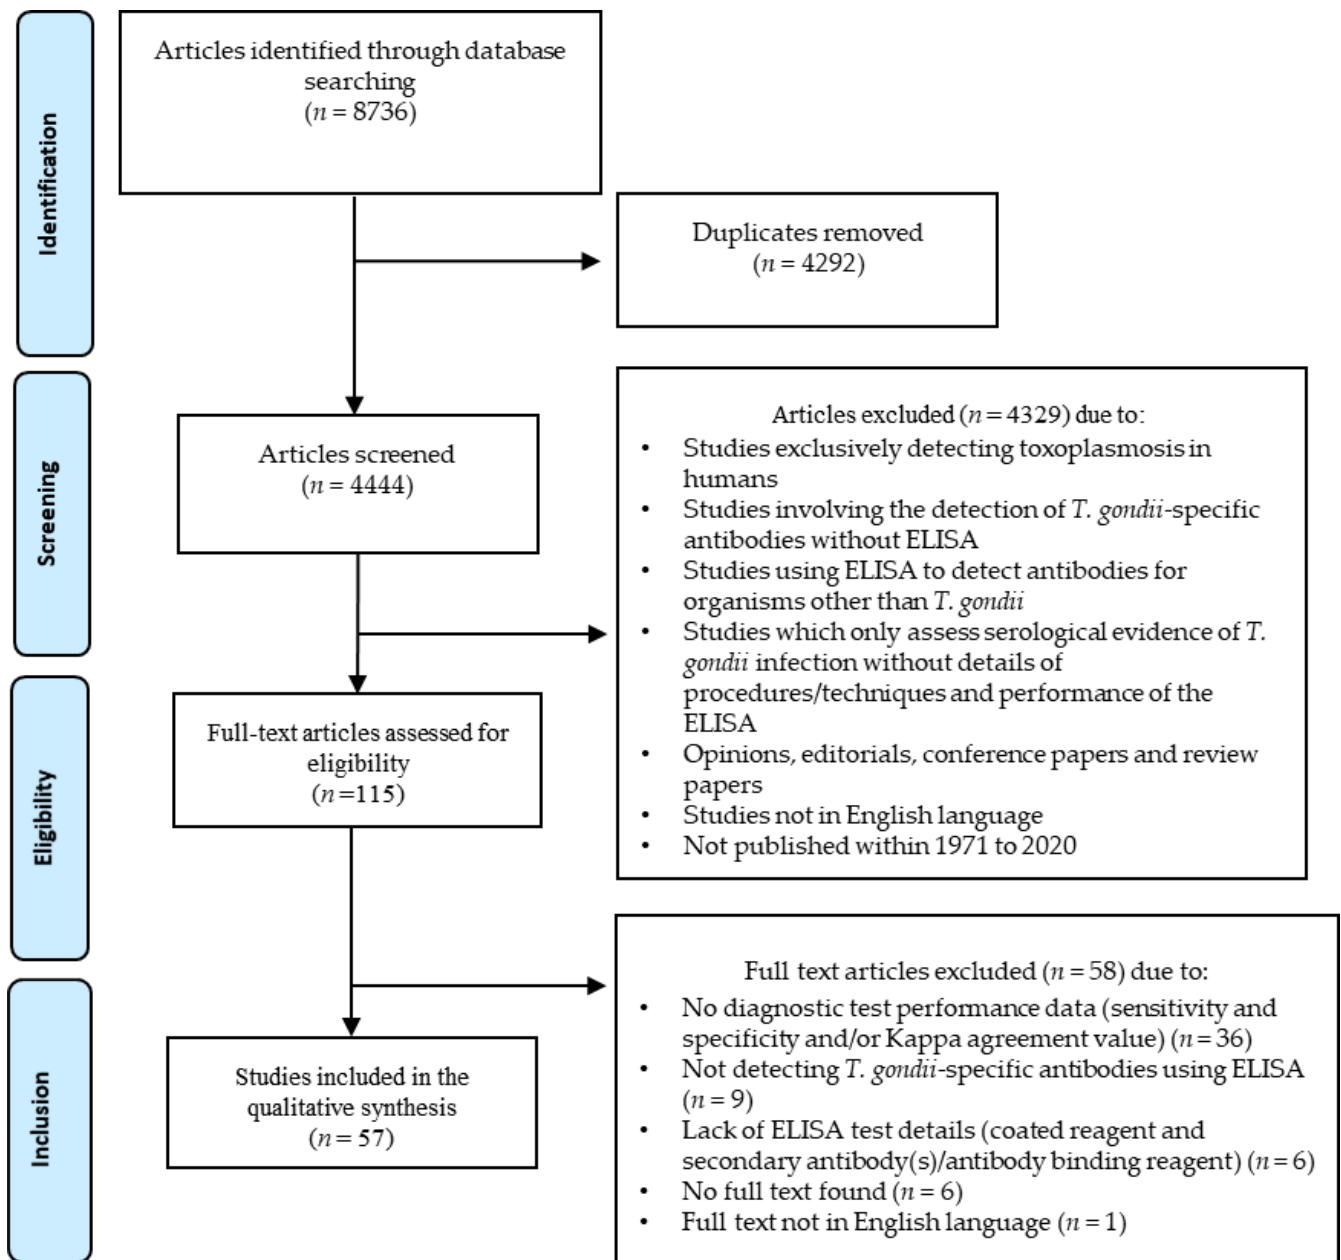 Identification
Articles identified through database
searching
(n = 8736)
Duplicates removed
(n = 4292)
Screening
Articles screened
(n = 4444)
Articles excluded (n = 4329) due to:
• Studies exclusively detecting toxoplasmosis in
humans
• Studies involving the detection of T. gondii-specific
antibodies without ELISA
• Studies using ELISA to detect antibodies for
organisms other than T. gondii
• Studies which only assess serological evidence of T.
gondii infection without details of
procedures/techniques and performance of the
ELISA
• Opinions, editorials, conference papers and review
papers
• Studies not in English language
• Not published within 1971 to 2020
Eligibility
Full-text articles assessed for
eligibility
(n =115)
Full text articles excluded (n = 58) due to:
• No diagnostic test performance data (sensitivity and
specificity and/or Kappa agreement value) (n = 36)
• Not detecting T. gondii-specific antibodies using ELISA
(n = 9)
• Lack of ELISA test details (coated reagent and
secondary antibody(s)/antibody binding reagent) (n = 6)
• No full text found (n = 6)
• Full text not in English language (n = 1)
Inclusion
Studies included in the
qualitative synthesis
(n = 57)